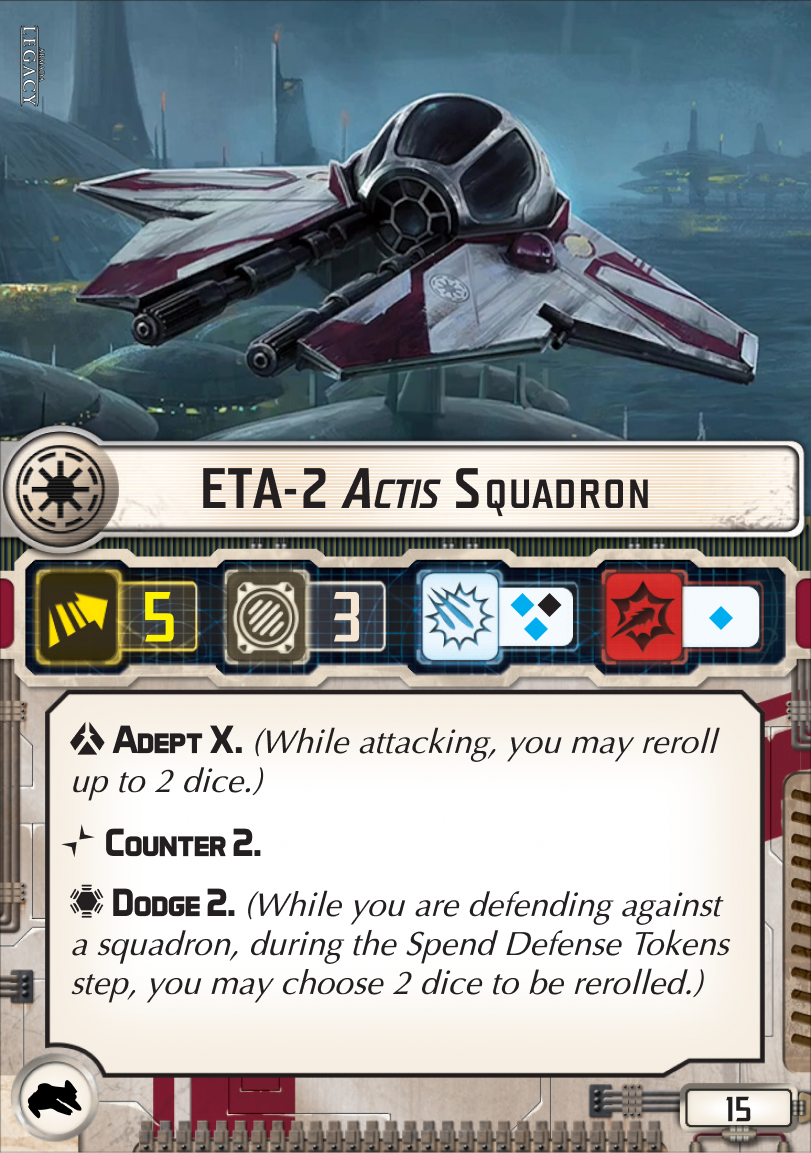 LEGACY
ETA-2 Actis Squadron
5 3
Adept X. (While attacking, you may reroll
up to 2 dice.)
Counter 2.
Dodge 2. (While you are defending against
a squadron, during the Spend Defense Tokens
step, you may choose 2 dice to be rerolled.)
15